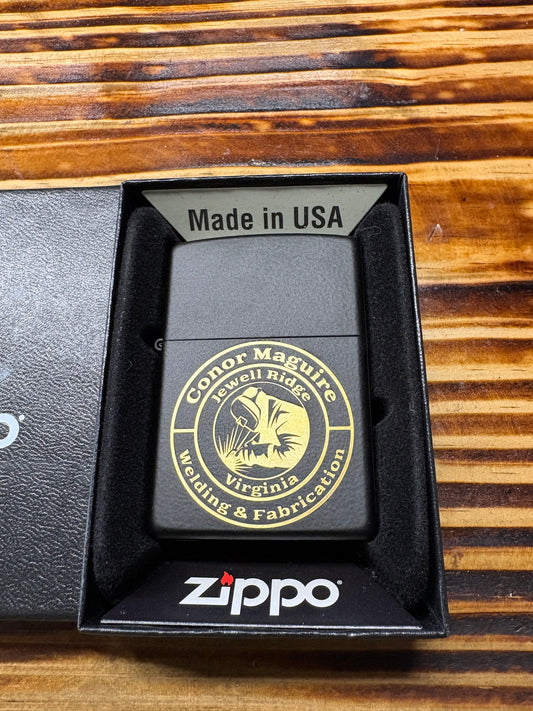 Made in USA
Conor Maguire
Jewell Ridge
Virginia
Welding & Fabrication
zippo®